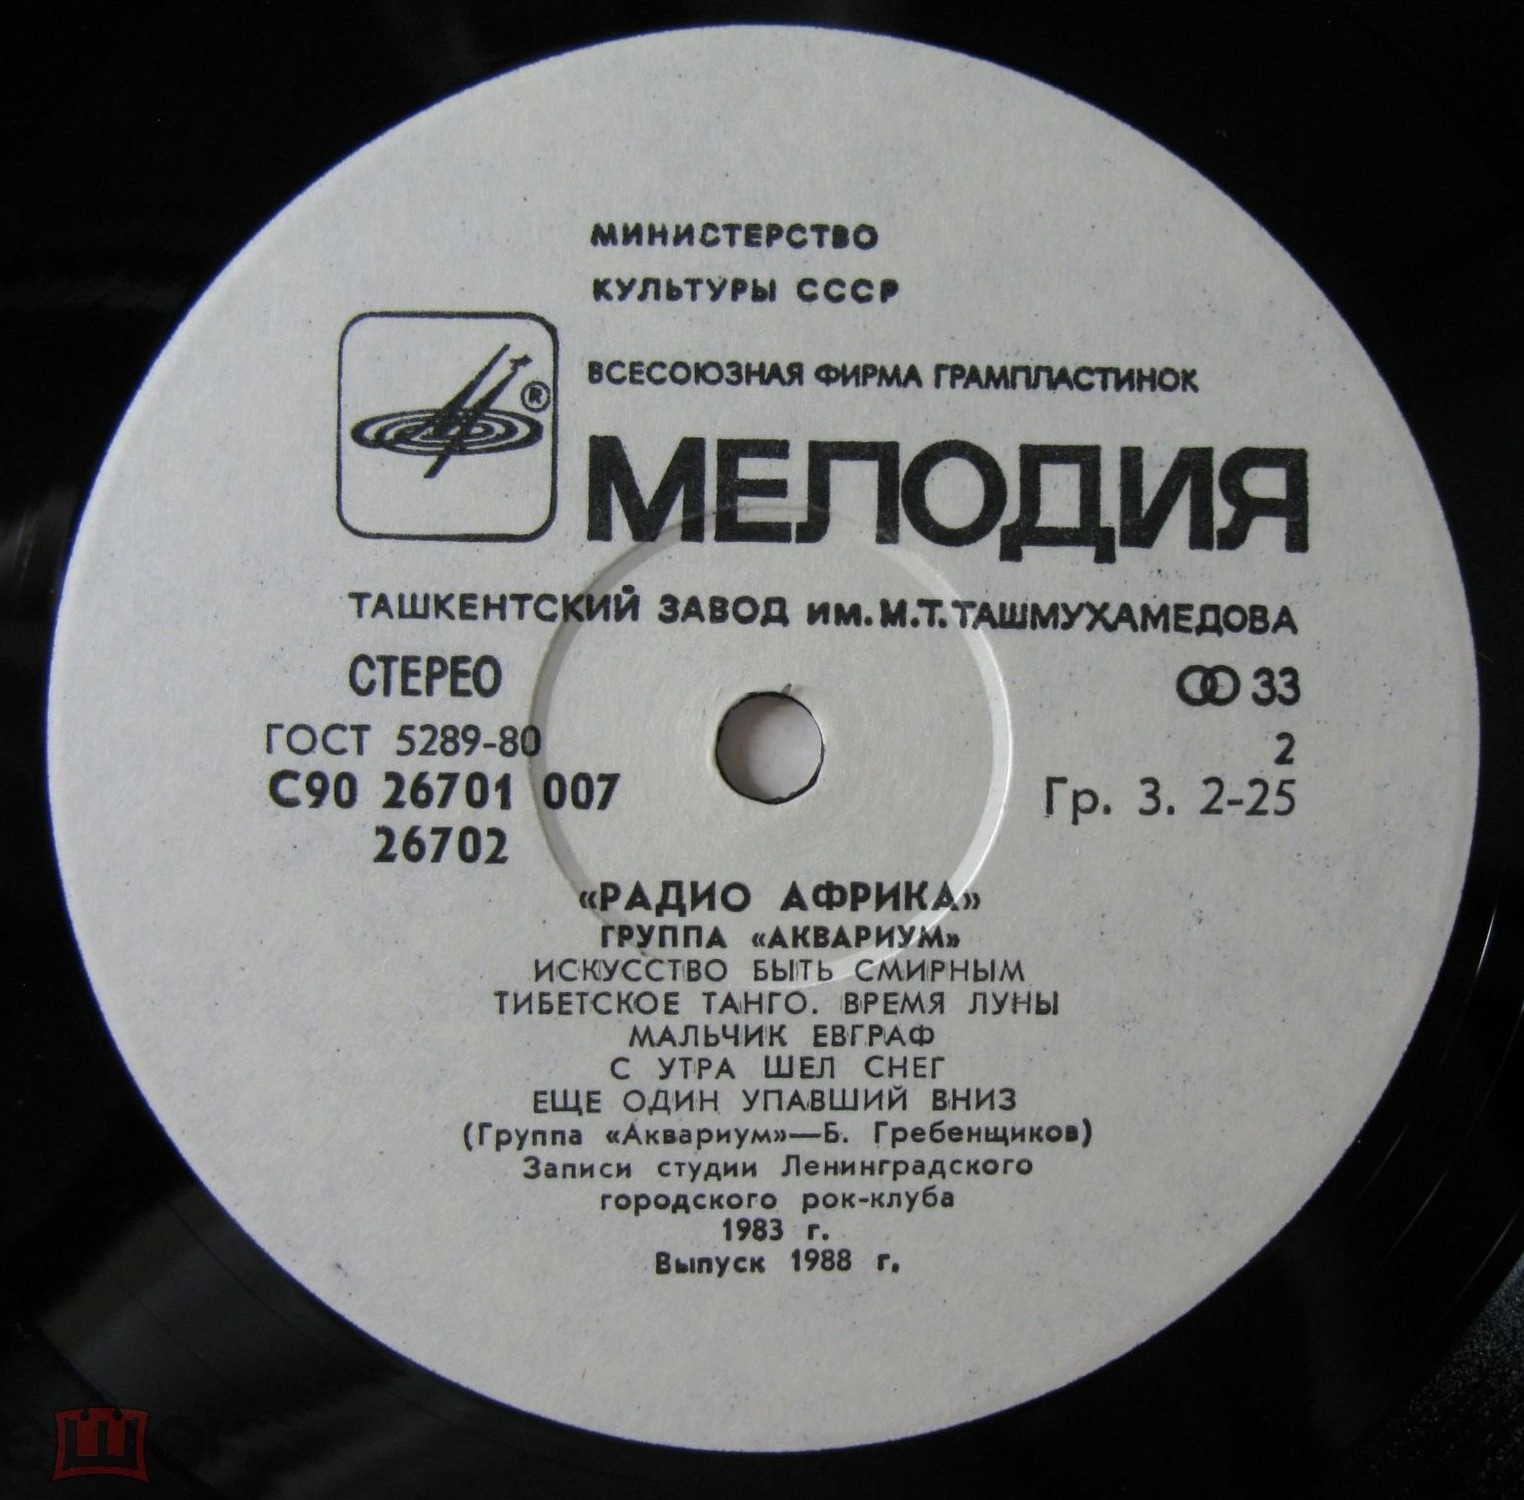 МИНИСТЕРСТВО
КУЛЬТУРЫ СССР
ВСЕСОЮЗНАЯ ФИРМА ГРАМПЛАСТИНОК
®
МЕЛОДИЯ
ТАШКЕНТСКИЙ ЗАВОД им. М.Т. ТАШМУХАМЕДОВА
СТЕРЕО
33
ГОСТ 5289-80
2
С90 26701 007
Гр. 3. 2-25
26702
«РАДИО АФРИКА»
ГРУППА «АКВАРИУМ»
ИСКУССТВО БЫТЬ СМИРНЫМ
ТИБЕТСКОЕ ТАНГО. ВРЕМЯ ЛУНЫ
МАЛЬЧИК ЕВГРАФ
С УТРА ШЕЛ СНЕГ
ЕЩЕ ОДИН УПАВШИЙ ВНИЗ
(Группа «Аквариум»—Б. Гребенщиков)
Записи студии Ленинградского
городского рок-клуба
1983 г.
Выпуск 1988 г.